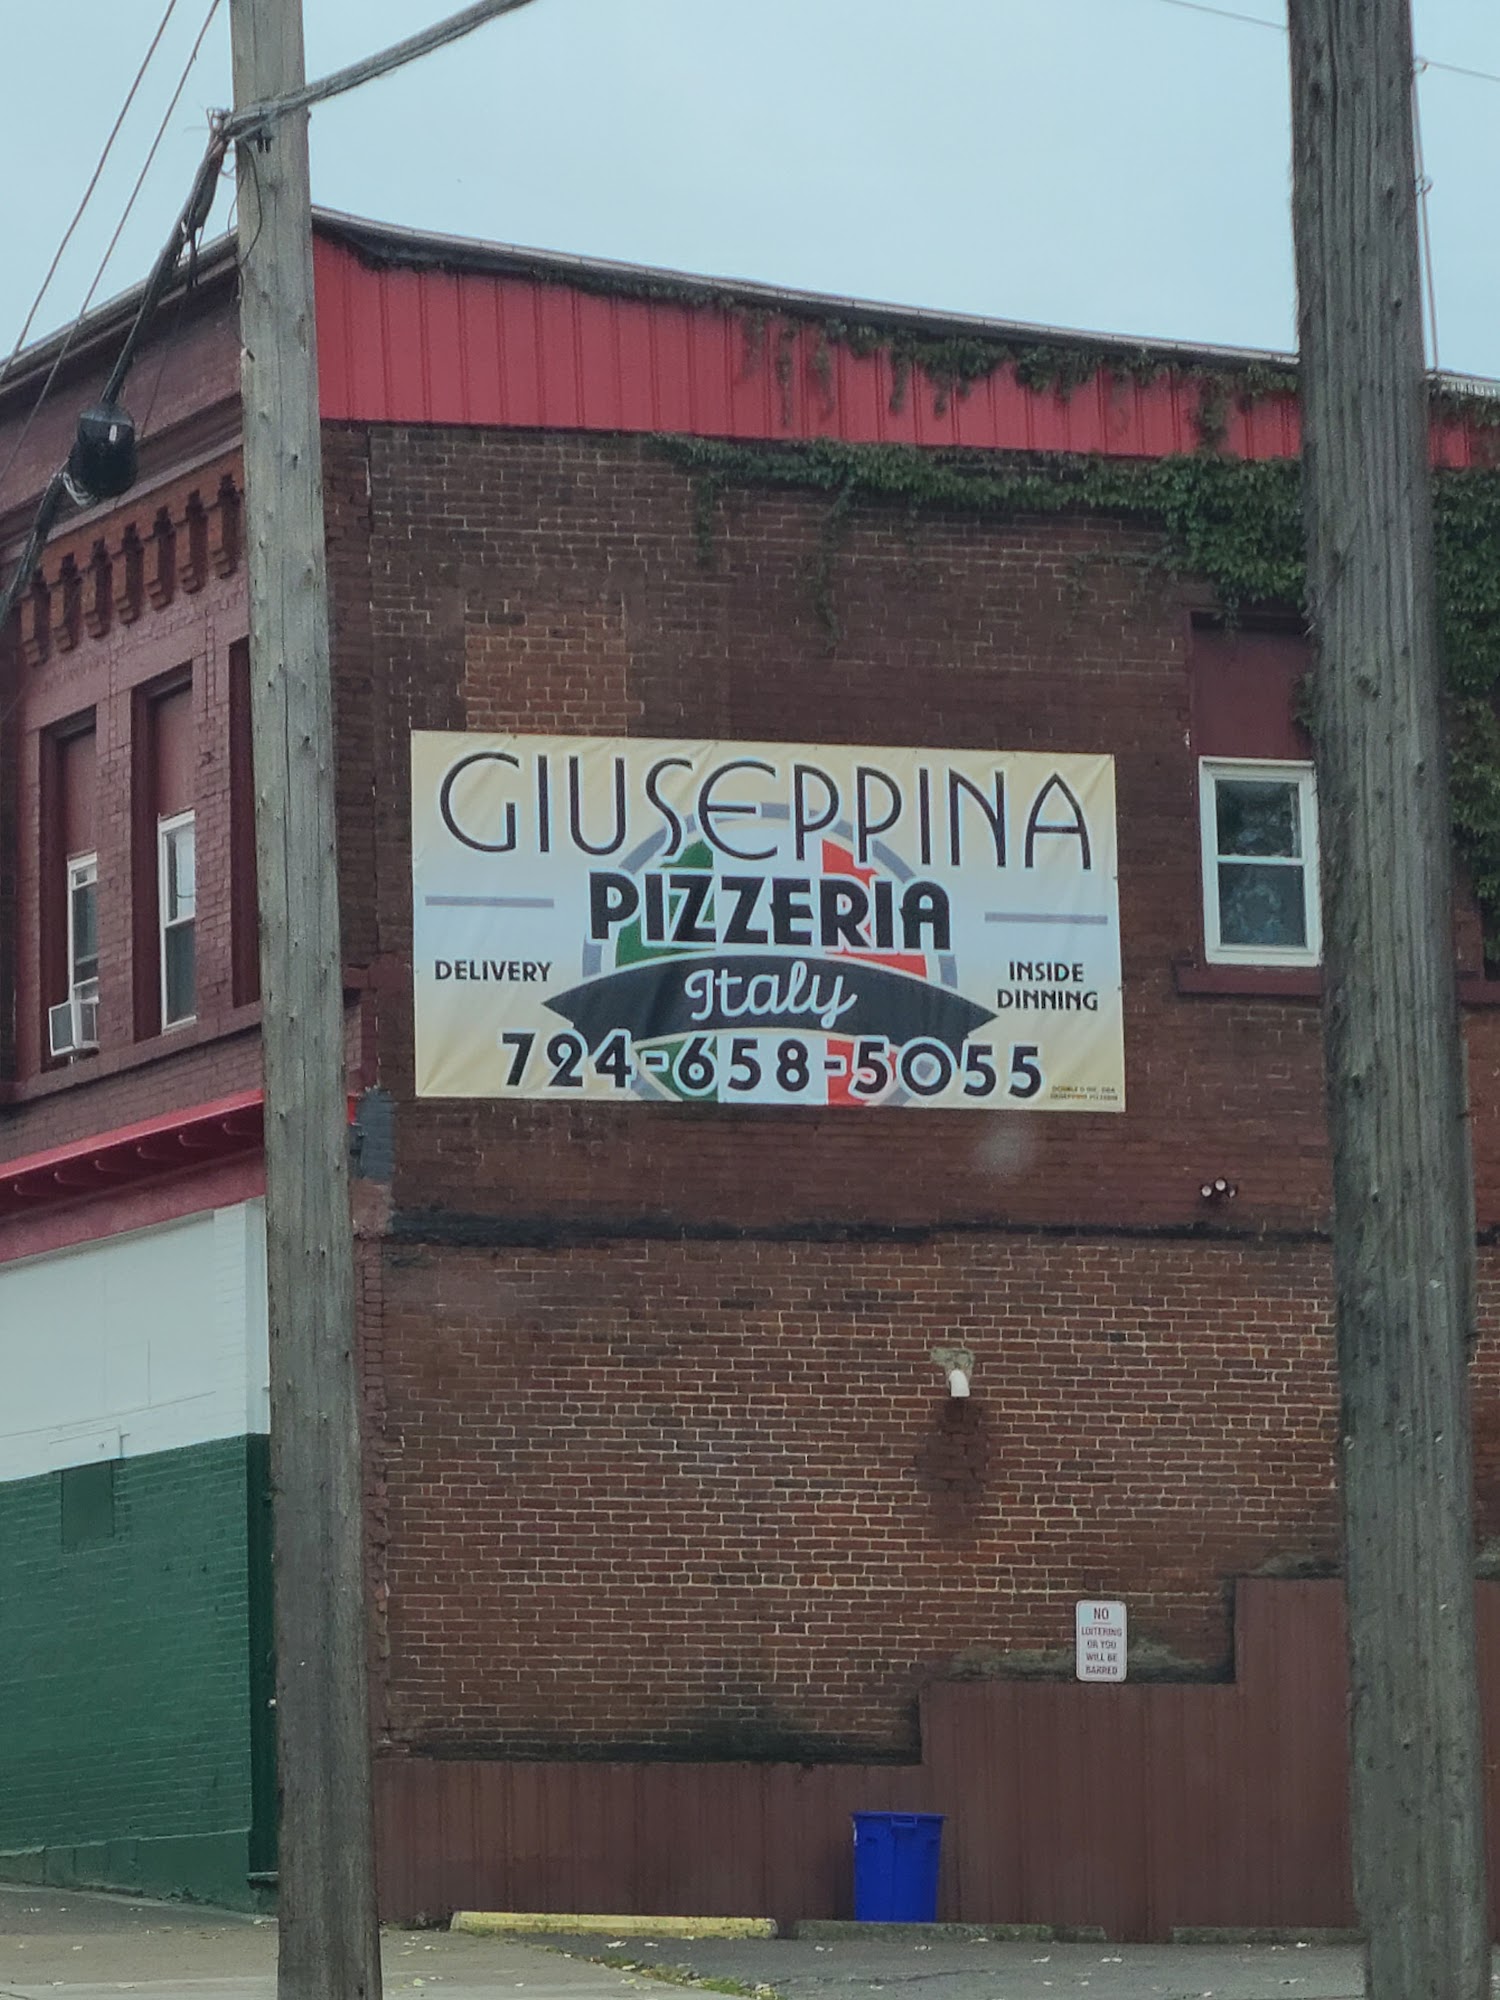 GIUSEPPINA
PIZZERIA
DELIVERY
Italy
INSIDE
DINNING
724-658-5055
NO
LOITERING
OR YOU
WILL BE
BARRED